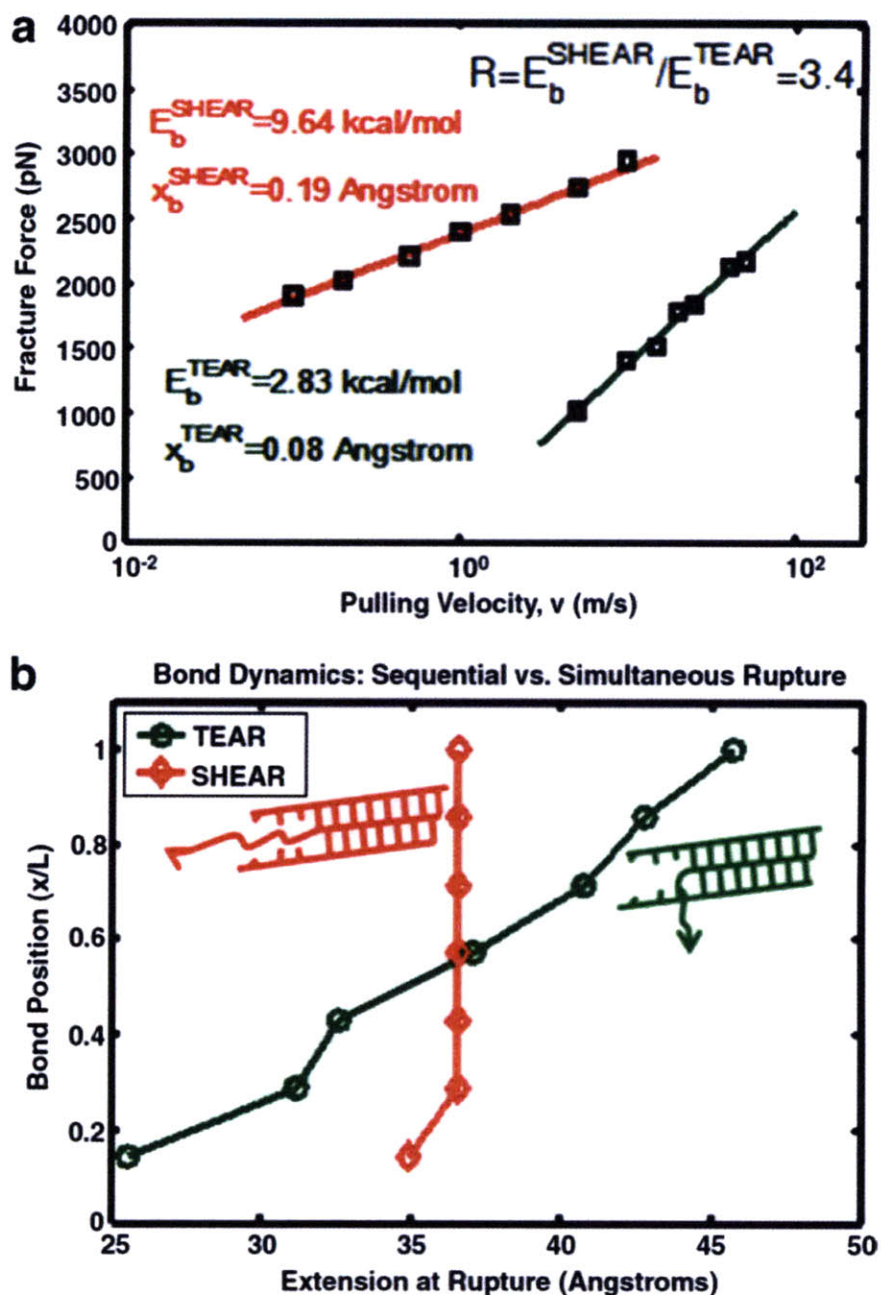 a
4000
3500
3000
2500
2000
1500
1000
500
0
Fracture Force (pN)
R=E_b^SHEAR/E_b^TEAR=3.4
E_b^SHEAR=9.64 kcal/mol
x_b^SHEAR=0.19 Angstrom
E_b^TEAR=2.83 kcal/mol
x_b^TEAR=0.08 Angstrom
10^-2 10^0 10^2
Pulling Velocity, v (m/s)
b
Bond Dynamics: Sequential vs. Simultaneous Rupture
TEAR
SHEAR
1
0.8
0.6
0.4
0.2
0
Bond Position (x/L)
25 30 35 40 45 50
Extension at Rupture (Angstroms)